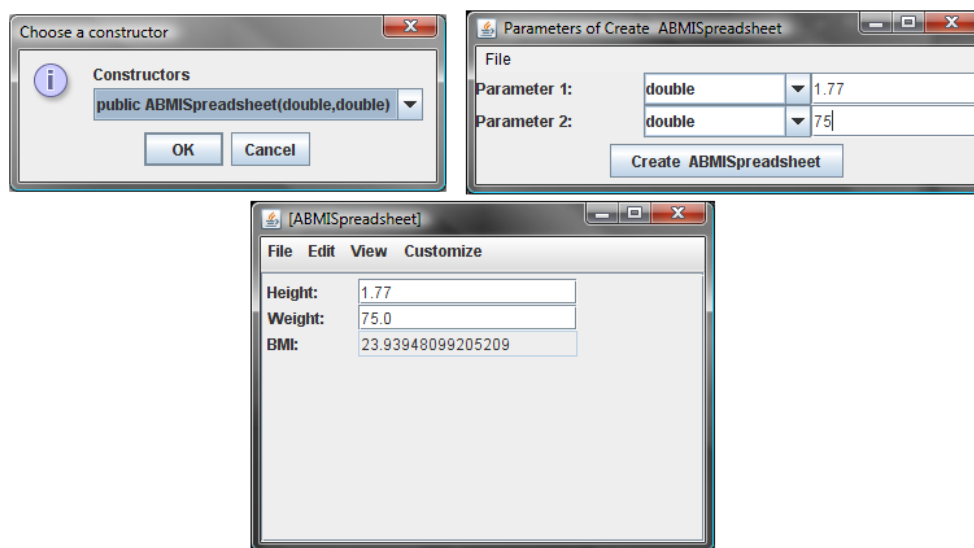 Choose a constructor
Constructors
public ABMISpreadsheet(double,double)
OK Cancel
Parameters of Create ABMISpreadsheet
File
Parameter 1: double 1.77
Parameter 2: double 75
Create ABMISpreadsheet
[ABMISpreadsheet]
File Edit View Customize
Height: 1.77
Weight: 75.0
BMI: 23.93948099205209